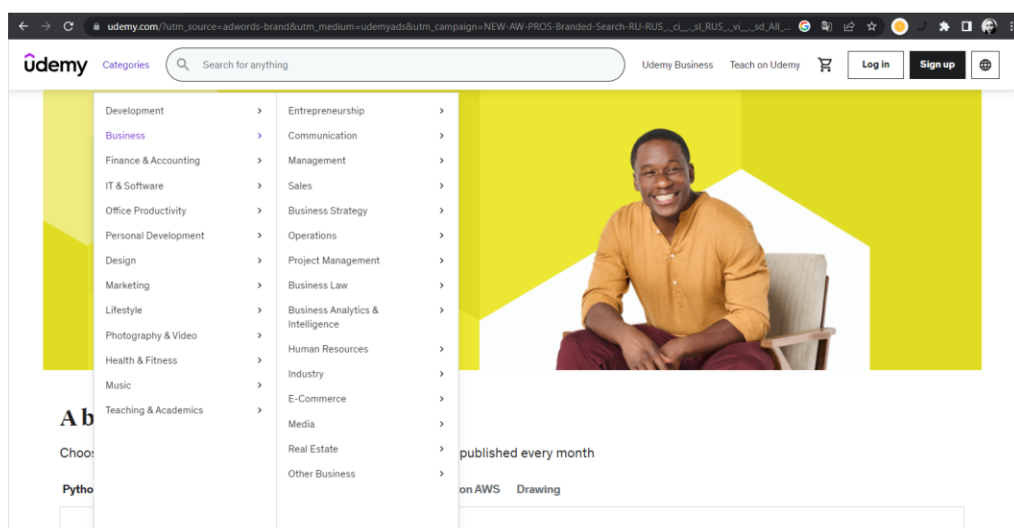 udemy.com/?utm_source=adwords-brand&utm_medium=udemyads&utm_campaign=NEW-AW-PROS-Branded-Search-RU-RUS_._ci__._sl_RUS_._vi__._sd_All_...
ûdemy Categories Search for anything Udemy Business Teach on Udemy Log in Sign up
Development
Business
Finance & Accounting
IT & Software
Office Productivity
Personal Development
Design
Marketing
Lifestyle
Photography & Video
Health & Fitness
Music
Teaching & Academics
Entrepreneurship
Communication
Management
Sales
Business Strategy
Operations
Project Management
Business Law
Business Analytics &
Intelligence
Human Resources
Industry
E-Commerce
Media
Real Estate
Other Business
A b
Choos published every month
Pytho on AWS Drawing